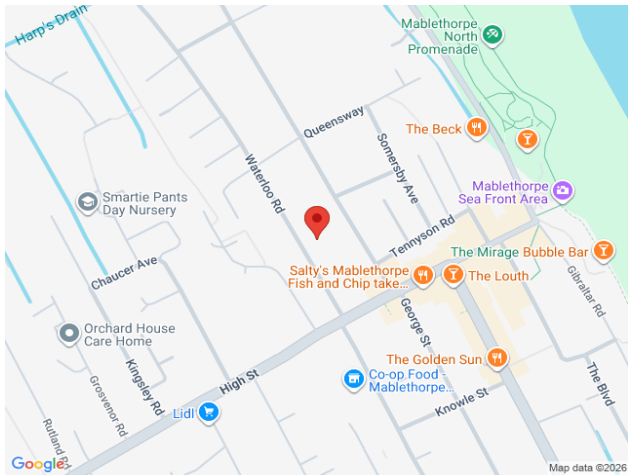 Harp's Drain
Mablethorpe
North
Promenade
Queensway
The Beck
Somersby Ave
Waterloo Rd
Mablethorpe
Sea Front Area
Smartie Pants
Day Nursery
Tennyson Rd
The Mirage
Bubble Bar
Chaucer Ave
Salty's Mablethorpe
Fish and Chip take...
The Louth
Gibraltar Rd
Orchard House
Care Home
George St
The Golden Sun
Kingsley Rd
Grosvenor Rd
High St
Co-op Food -
Mablethorpe...
The Blvd
Knowle St
Lidl
Rutland Rd
Google
Map data ©2026